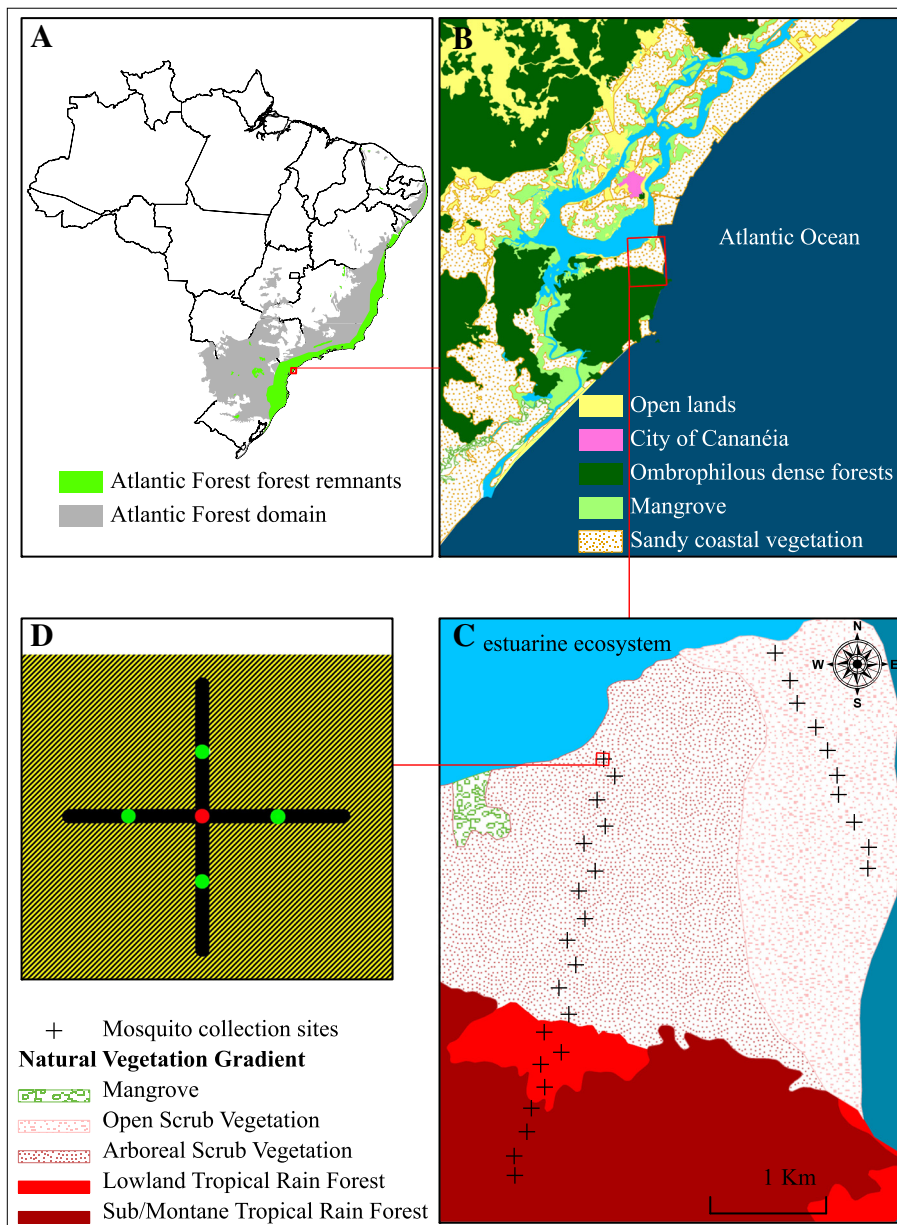 A
Atlantic Forest forest remnants
Atlantic Forest domain
B
Atlantic Ocean
Open lands
City of Cananéia
Ombrophilous dense forests
Mangrove
Sandy coastal vegetation
D
C
estuarine ecosystem
N
W
E
S
1 Km
Mosquito collection sites
Natural Vegetation Gradient
Mangrove
Open Scrub Vegetation
Arboreal Scrub Vegetation
Lowland Tropical Rain Forest
Sub/Montane Tropical Rain Forest